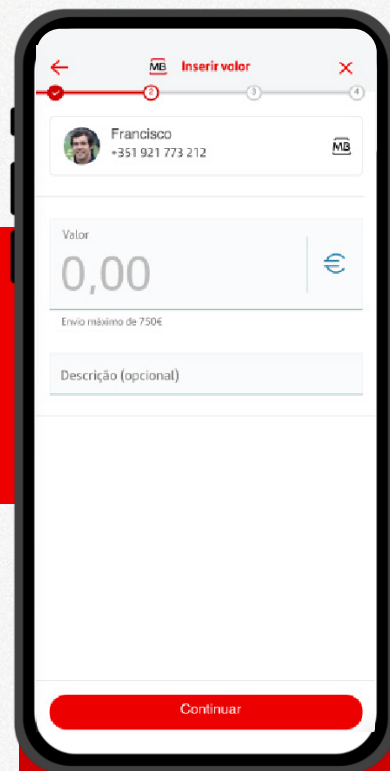 MB Inserir valor
2 3 4
Francisco
+351 921 773 212
MB
Valor
0,00 €
Envio máximo de 750€
Descrição (opcional)
Continuar